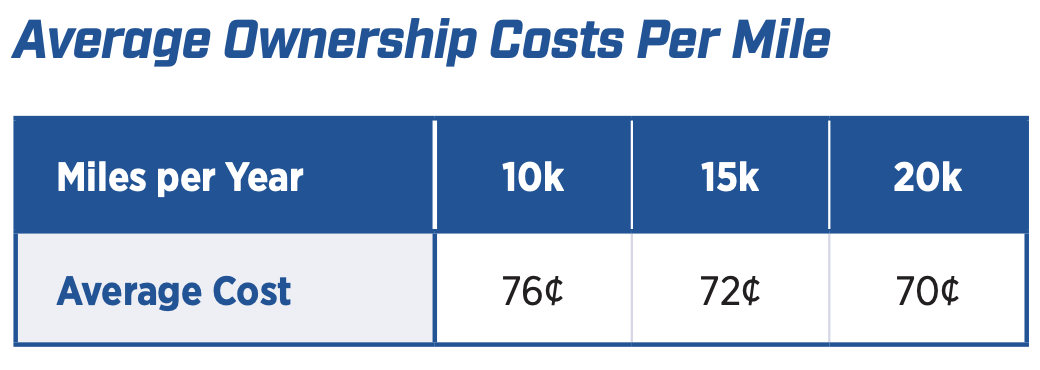 Average Ownership Costs Per Mile
Miles per Year 10k 15k 20k
Average Cost 76¢ 72¢ 70¢